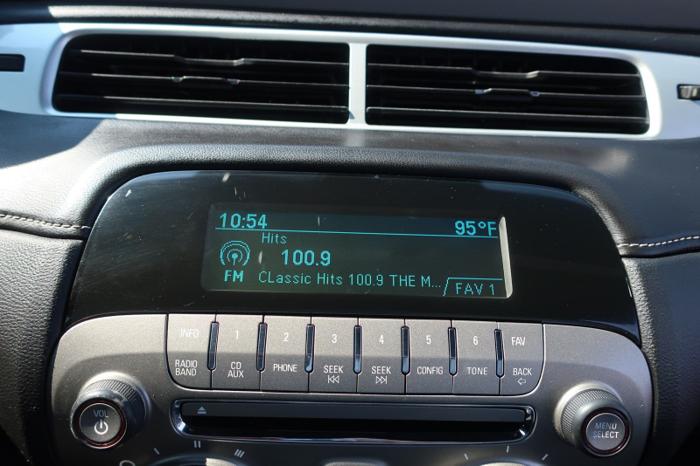 10:54 95°F
Hits
100.9
FM
CLassic Hits 100.9 THE M...
FAV 1
INFO 1 2 3 4 5 6 FAV
RADIO BAND
CD AUX
PHONE
SEEK
SEEK
CONFIG
TONE
BACK
VOL
MENU
SELECT